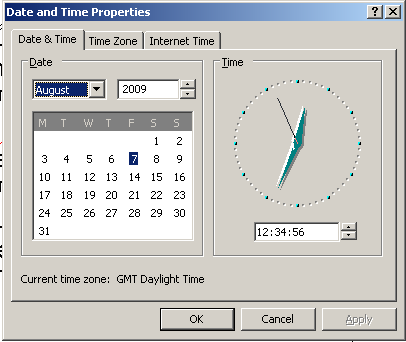 Date and Time Properties
Date & Time Time Zone Internet Time
Date
August 2009
M T W T F S S
1 2
3 4 5 6 7 8 9
10 11 12 13 14 15 16
17 18 19 20 21 22 23
24 25 26 27 28 29 30
31
Time
12:34:56
Current time zone: GMT Daylight Time
OK Cancel Apply